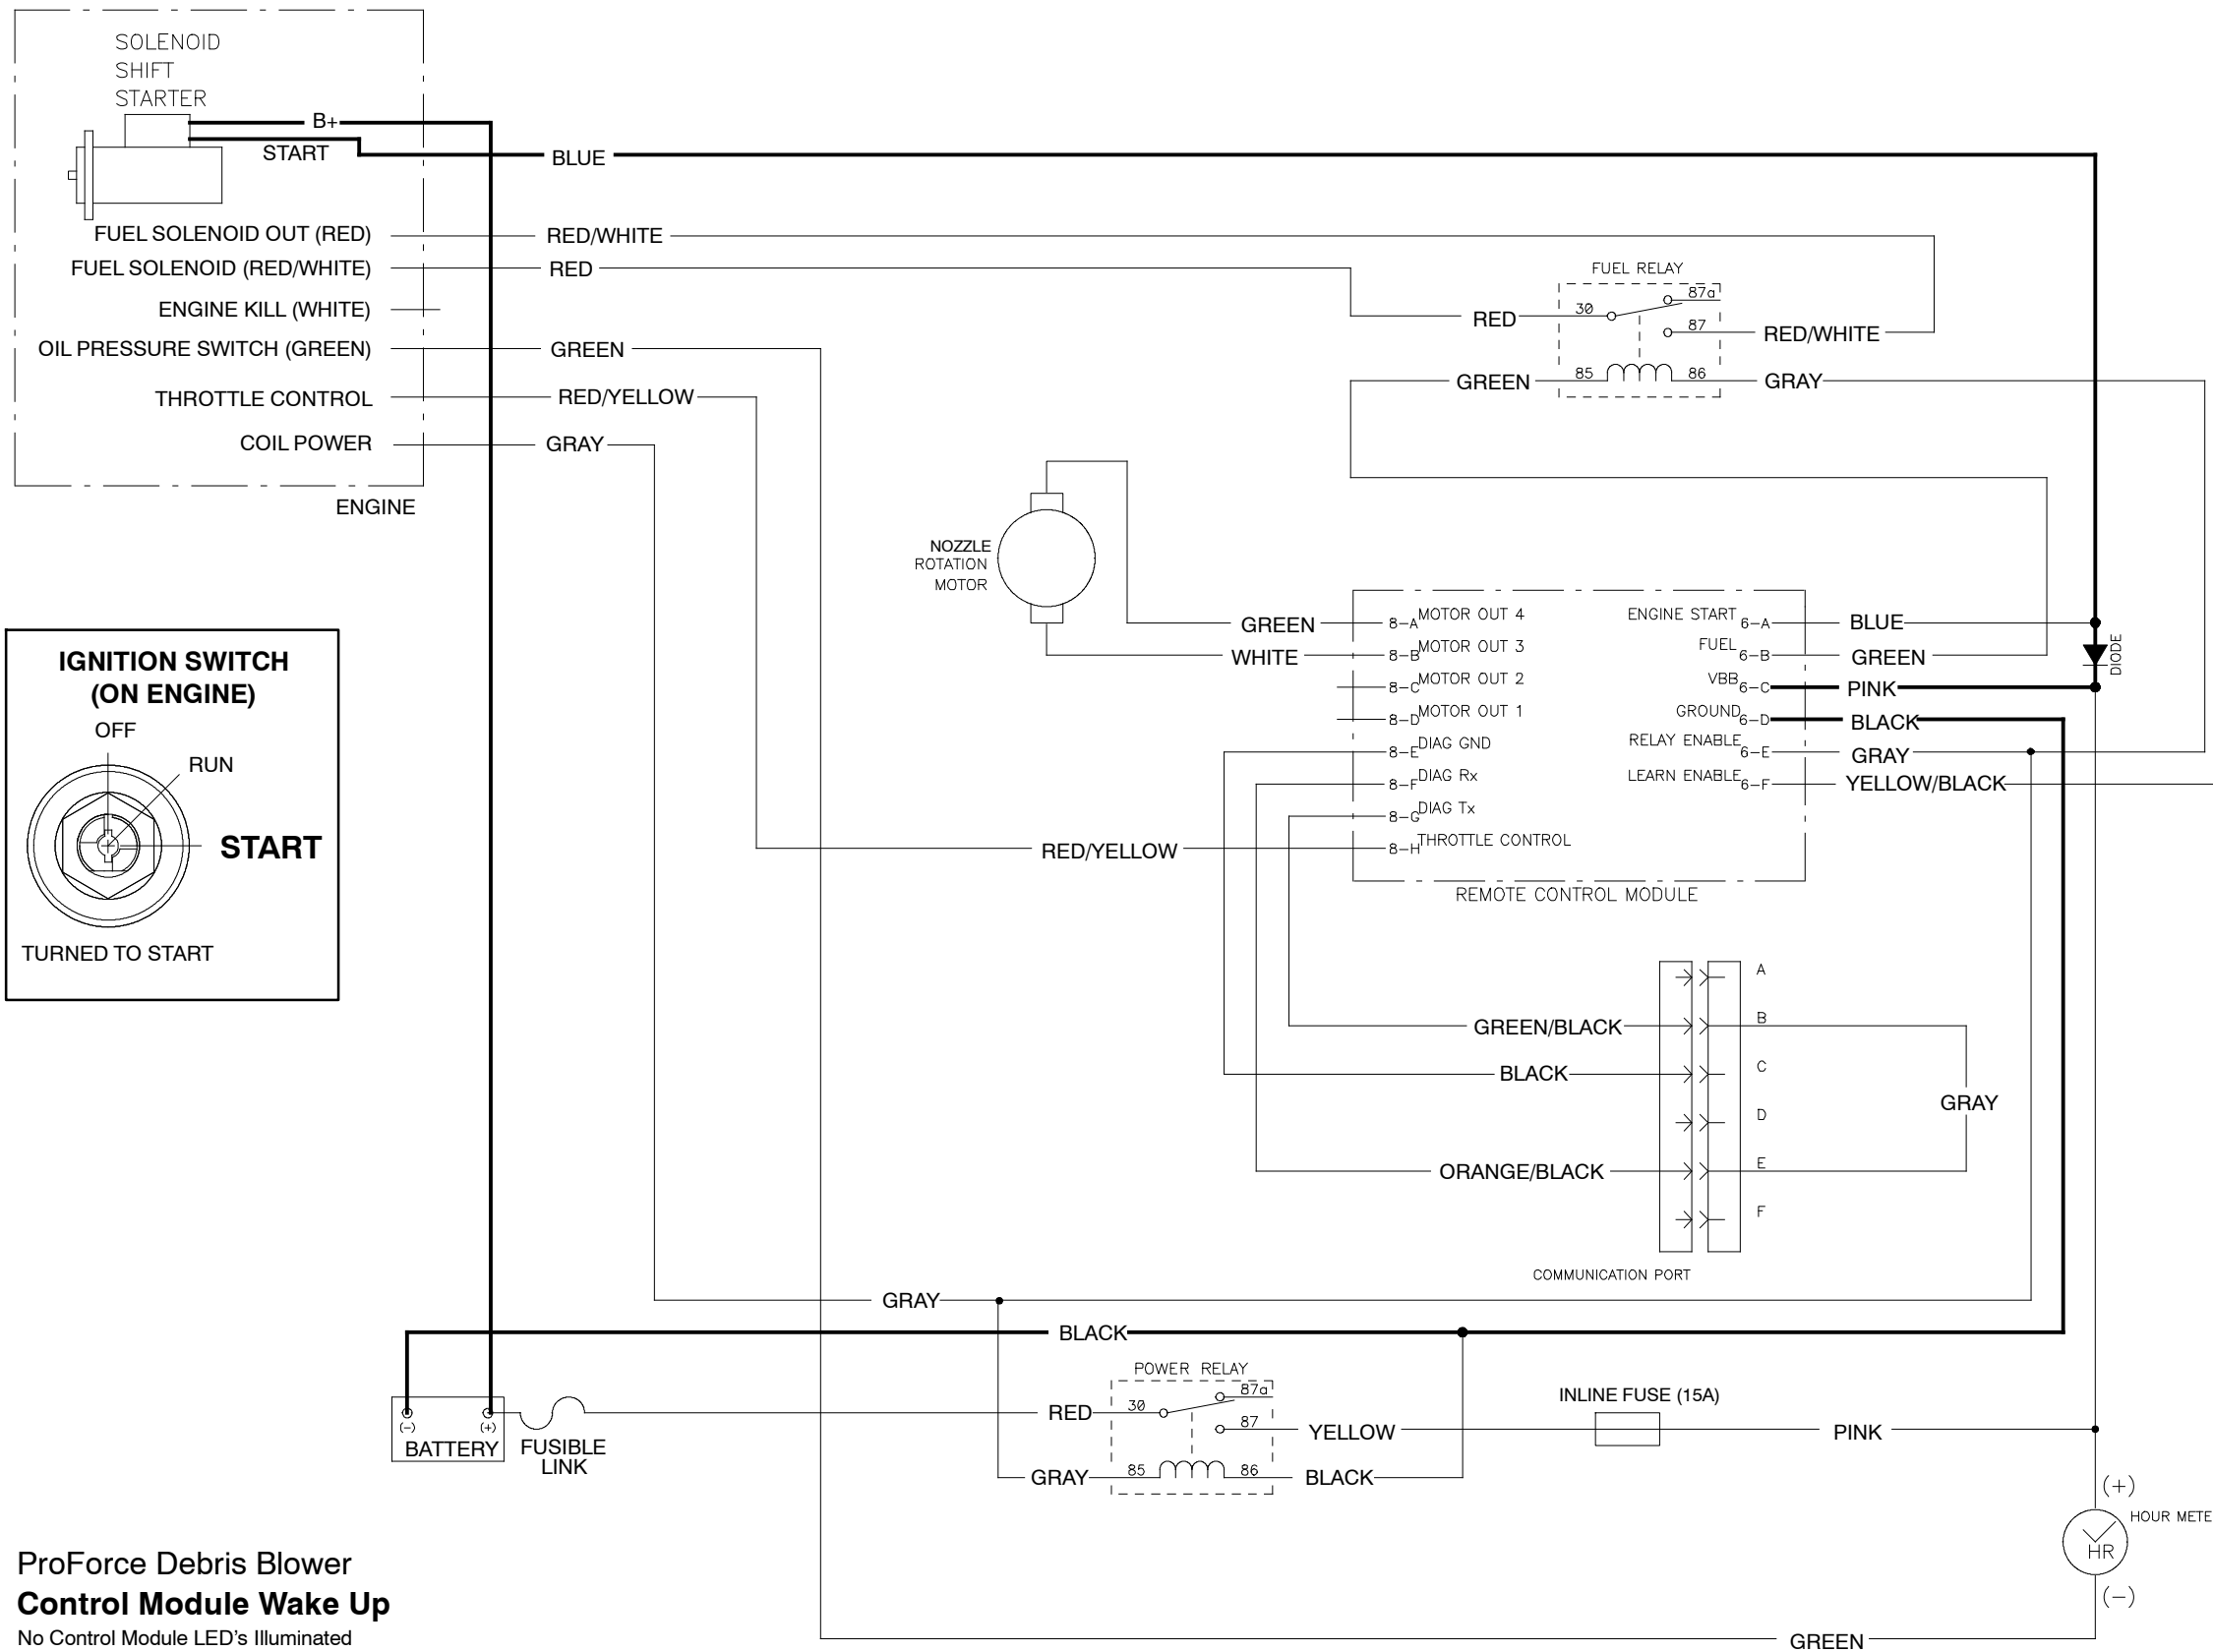 SOLENOID
SHIFT
STARTER
B+
START
BLUE
FUEL SOLENOID OUT (RED)
RED/WHITE
FUEL SOLENOID (RED/WHITE)
RED
ENGINE KILL (WHITE)
OIL PRESSURE SWITCH (GREEN)
GREEN
THROTTLE CONTROL
RED/YELLOW
COIL POWER
GRAY
ENGINE
FUEL RELAY
87a
30
RED
87
RED/WHITE
GREEN
85
86
GRAY
NOZZLE
ROTATION
MOTOR
IGNITION SWITCH
(ON ENGINE)
OFF
RUN
START
TURNED TO START
GREEN
8-A
MOTOR OUT 4
WHITE
8-B
MOTOR OUT 3
8-C
MOTOR OUT 2
8-D
MOTOR OUT 1
8-E
DIAG GND
8-F
DIAG Rx
8-G
DIAG Tx
RED/YELLOW
8-H
THROTTLE CONTROL
ENGINE START
6-A
BLUE
FUEL
6-B
GREEN
DIODE
VBB
6-C
PINK
GROUND
6-D
BLACK
RELAY ENABLE
6-E
GRAY
LEARN ENABLE
6-F
YELLOW/BLACK
REMOTE CONTROL MODULE
A
GREEN/BLACK
B
BLACK
C
GRAY
D
ORANGE/BLACK
E
F
COMMUNICATION PORT
GRAY
BLACK
POWER RELAY
87a
RED
30
87
YELLOW
GRAY
85
86
BLACK
INLINE FUSE (15A)
PINK
(-)
(+)
BATTERY
FUSIBLE
LINK
(+)
HOUR METE
HR
(-)
GREEN
ProForce Debris Blower
Control Module Wake Up
No Control Module LED's Illuminated